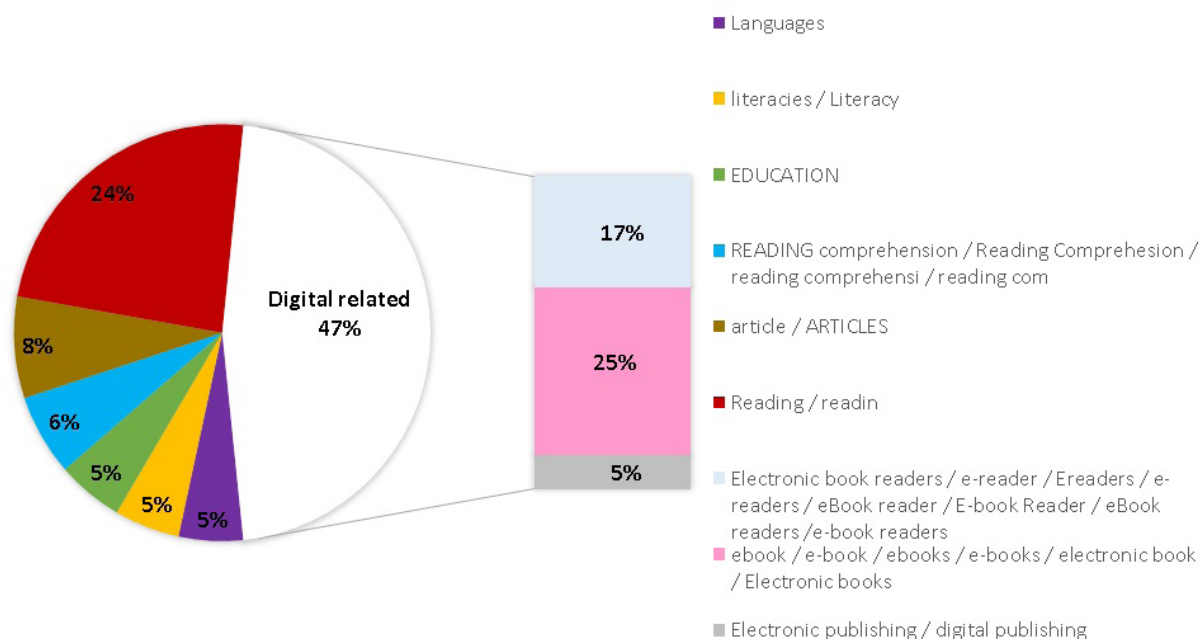 24%
8%
6%
5%
5%
5%
Digital related
47%
17%
25%
5%
Languages
literacies / Literacy
EDUCATION
READING comprehension / Reading Comprehesion /
reading comprehensi / reading com
article / ARTICLES
Reading / readin
Electronic book readers / e-reader / Ereaders / e-
readers / eBook reader / E-book Reader / eBook
readers /e-book readers
ebook / e-book / ebooks / e-books / electronic book
/ Electronic books
Electronic publishing / digital publishing